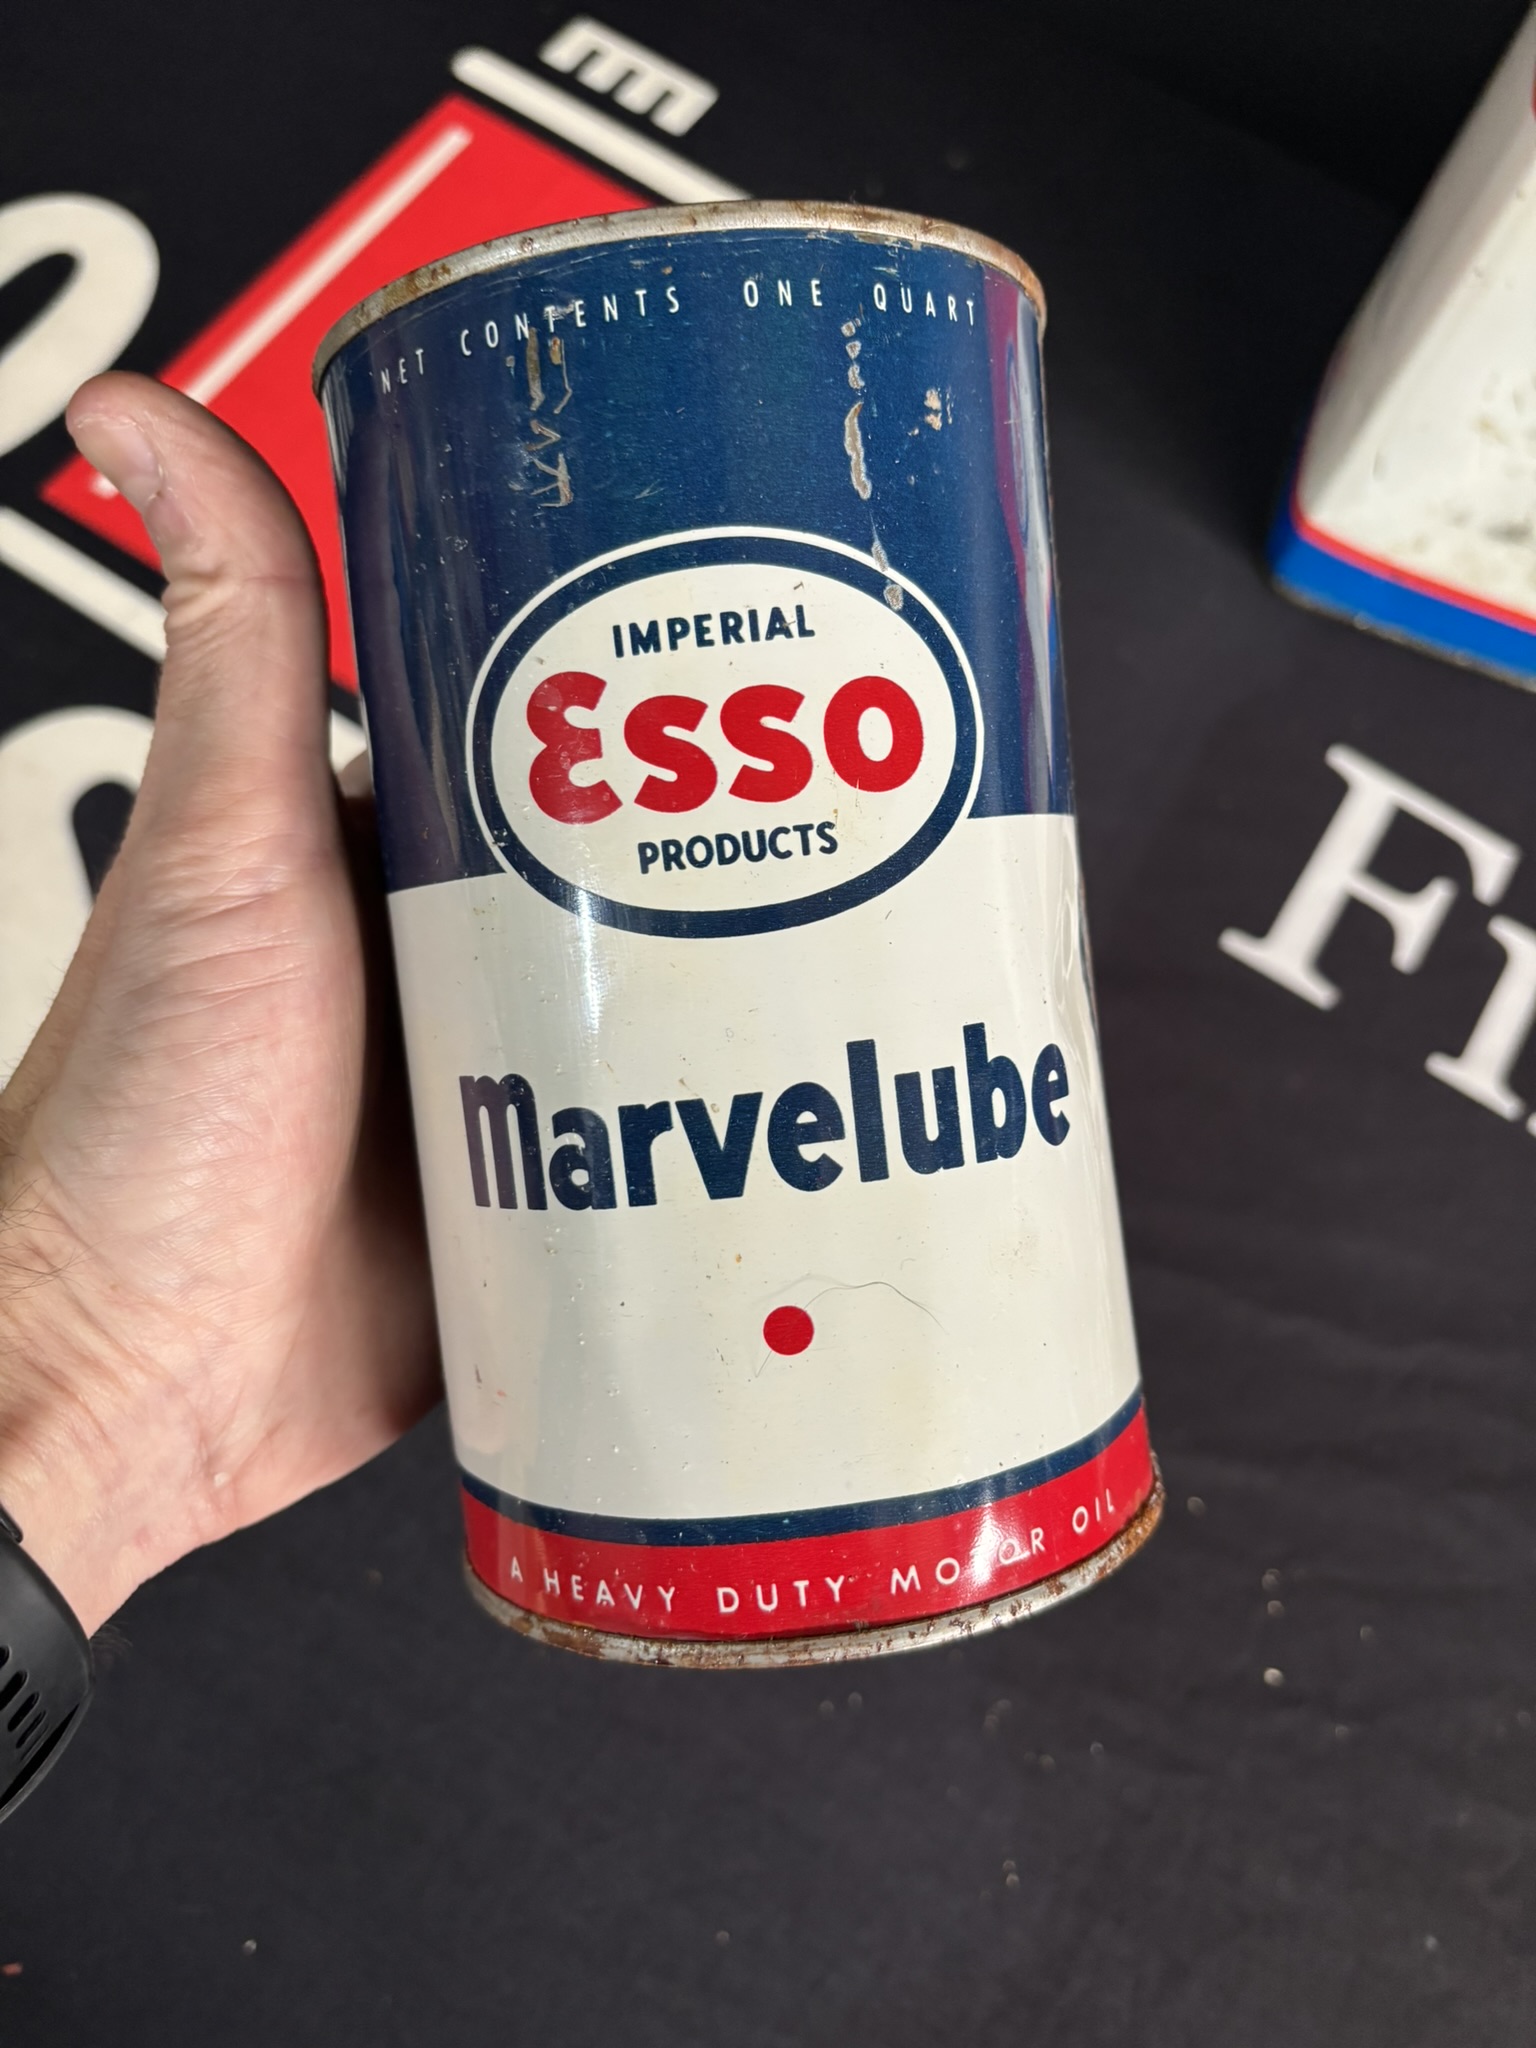 NET CONTENTS ONE QUART
IMPERIAL
Esso
PRODUCTS
Marvelube
A HEAVY DUTY MOTOR OIL